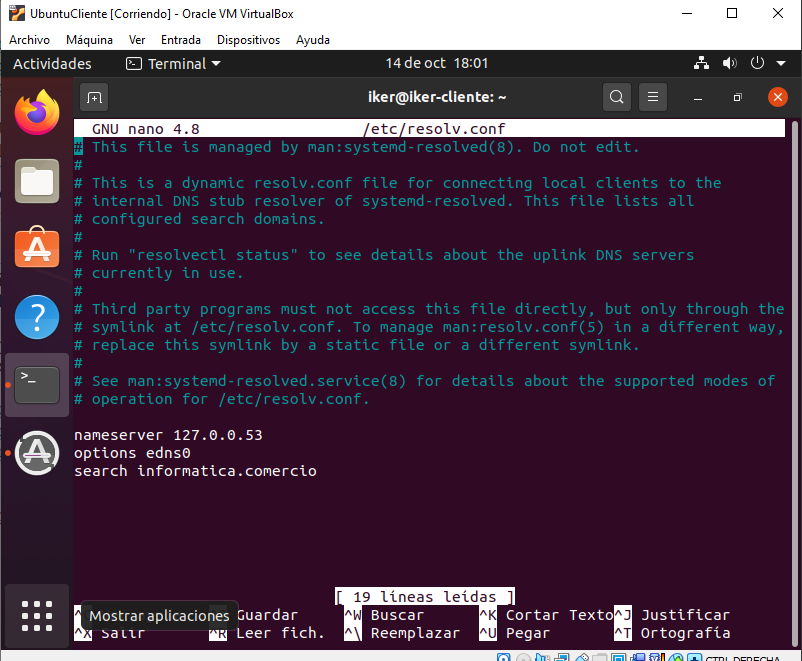 UbuntuCliente [Corriendo] - Oracle VM VirtualBox
Archivo Máquina Ver Entrada Dispositivos Ayuda
Actividades Terminal 14 de oct 18:01
iker@iker-cliente: ~
GNU nano 4.8 /etc/resolv.conf
# This file is managed by man:systemd-resolved(8). Do not edit.
#
# This is a dynamic resolv.conf file for connecting local clients to the
# internal DNS stub resolver of systemd-resolved. This file lists all
# configured search domains.
#
# Run "resolvectl status" to see details about the uplink DNS servers
# currently in use.
#
# Third party programs must not access this file directly, but only through the
# symlink at /etc/resolv.conf. To manage man:resolv.conf(5) in a different way,
# replace this symlink by a static file or a different symlink.
#
# See man:systemd-resolved.service(8) for details about the supported modes of
# operation for /etc/resolv.conf.
nameserver 127.0.0.53
options edns0
search informatica.comercio
[ 19 líneas leídas ]
Mostrar aplicaciones Guardar ^W Buscar ^K Cortar Texto ^J Justificar
^X Salir ^R Leer fich. ^\ Reemplazar ^U Pegar ^T Ortografía
CTRL DERECHA